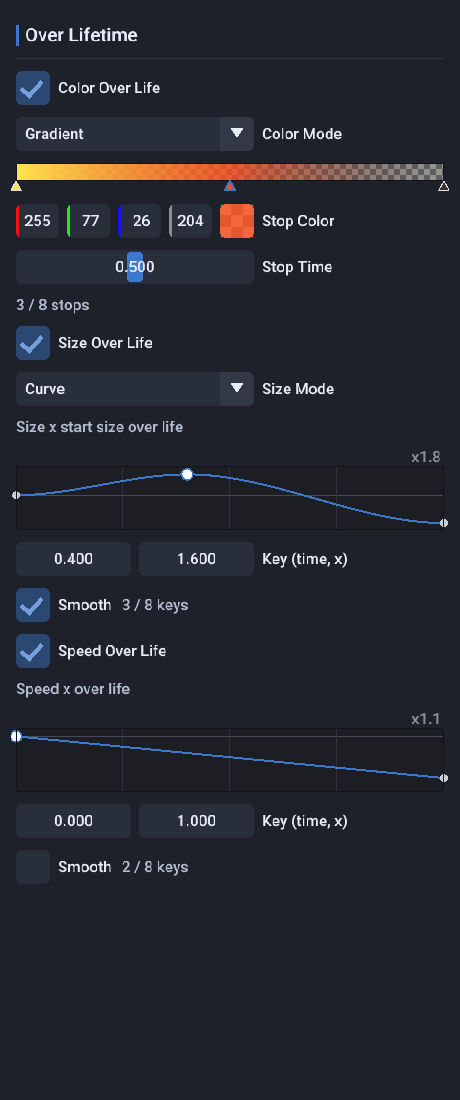 Over Lifetime
Color Over Life
Gradient Color Mode
255 77 26 204 Stop Color
0.500 Stop Time
3 / 8 stops
Size Over Life
Curve Size Mode
Size x start size over life
x1.8
0.400 1.600 Key (time, x)
Smooth 3 / 8 keys
Speed Over Life
Speed x over life
x1.1
0.000 1.000 Key (time, x)
Smooth 2 / 8 keys